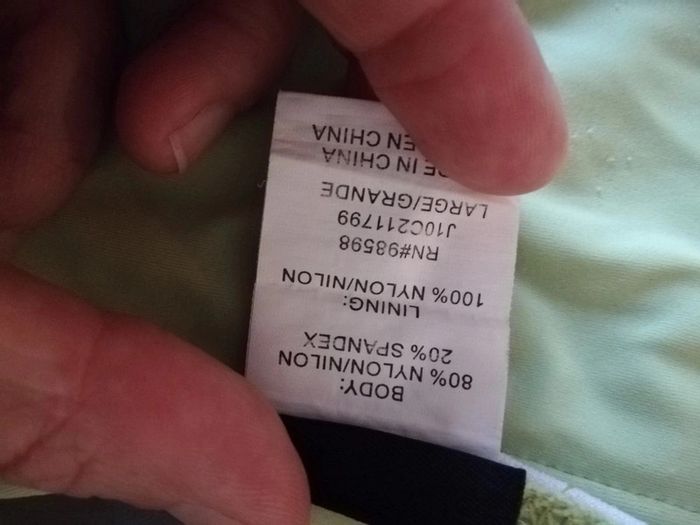 BODY:
80% NYLON/NILON
20% SPANDEX
LINING:
100% NYLON/NILON
RN#98598
J10C211799
LARGE/GRANDE
IN CHINA
EN CHINA